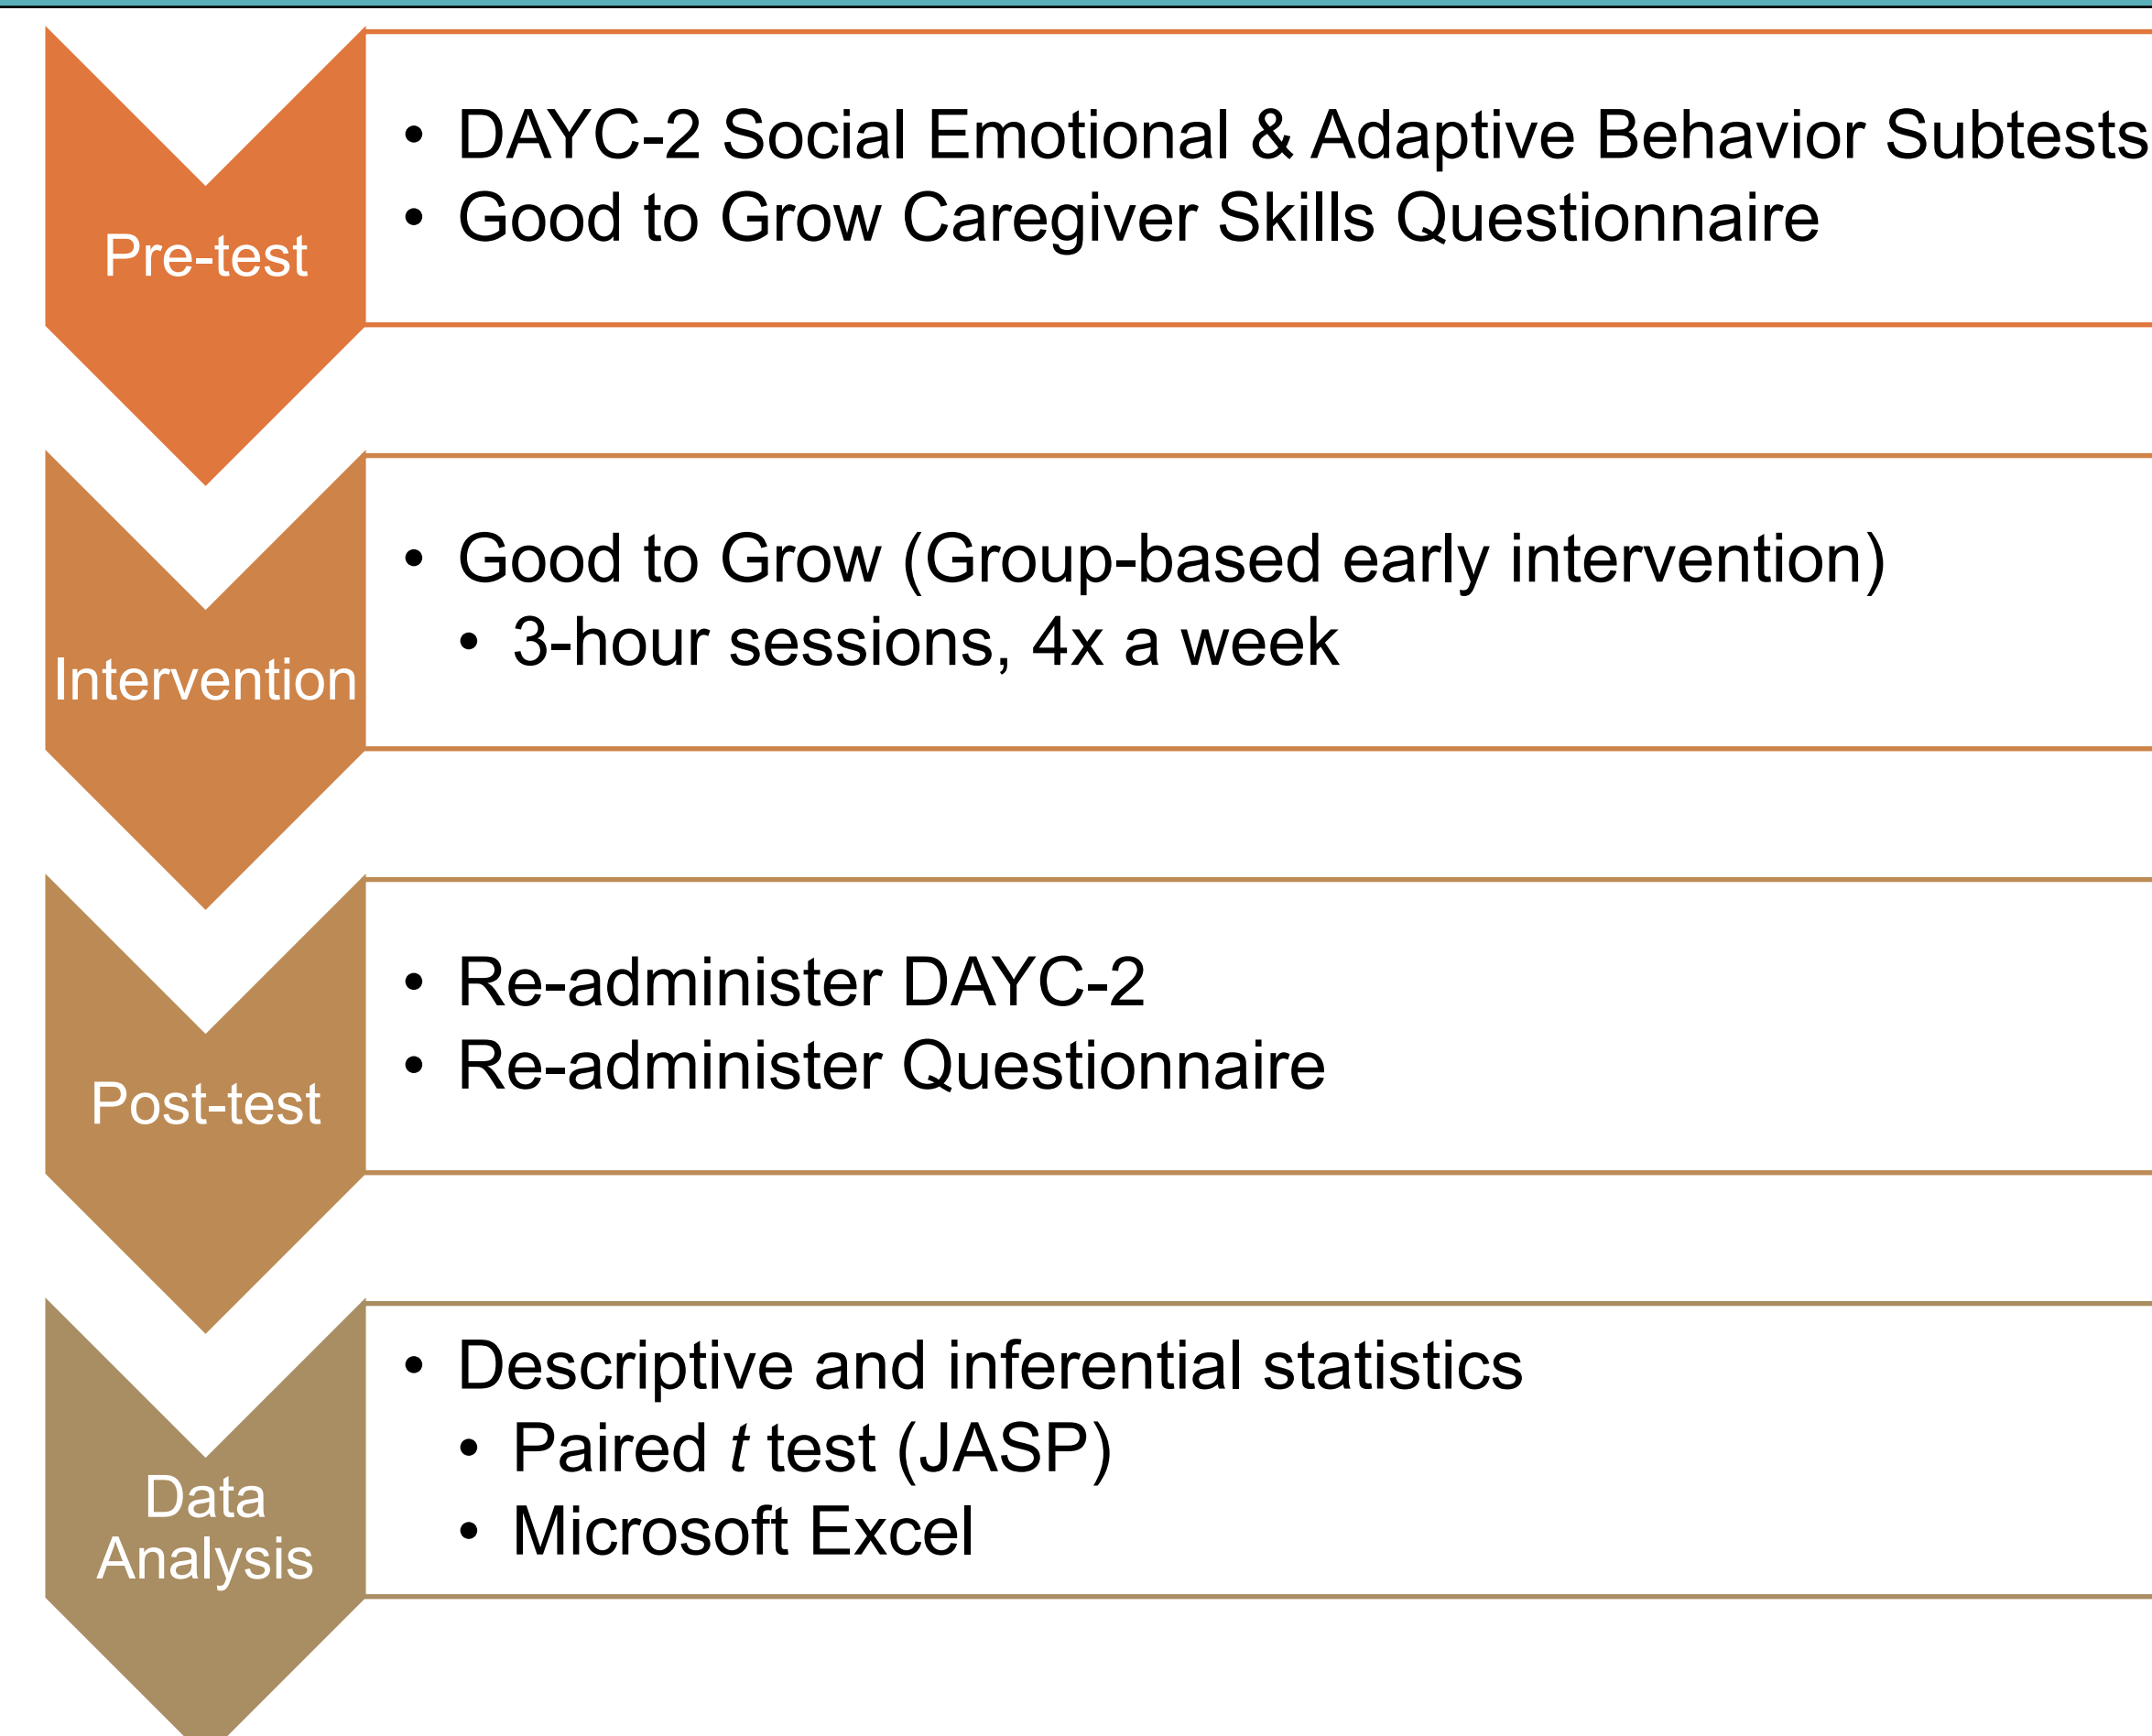 Pre-test
• DAYC-2 Social Emotional & Adaptive Behavior Subtests
• Good to Grow Caregiver Skills Questionnaire
Intervention
• Good to Grow (Group-based early intervention)
• 3-hour sessions, 4x a week
Post-test
• Re-administer DAYC-2
• Re-administer Questionnaire
Data
Analysis
• Descriptive and inferential statistics
• Paired t test (JASP)
• Microsoft Excel